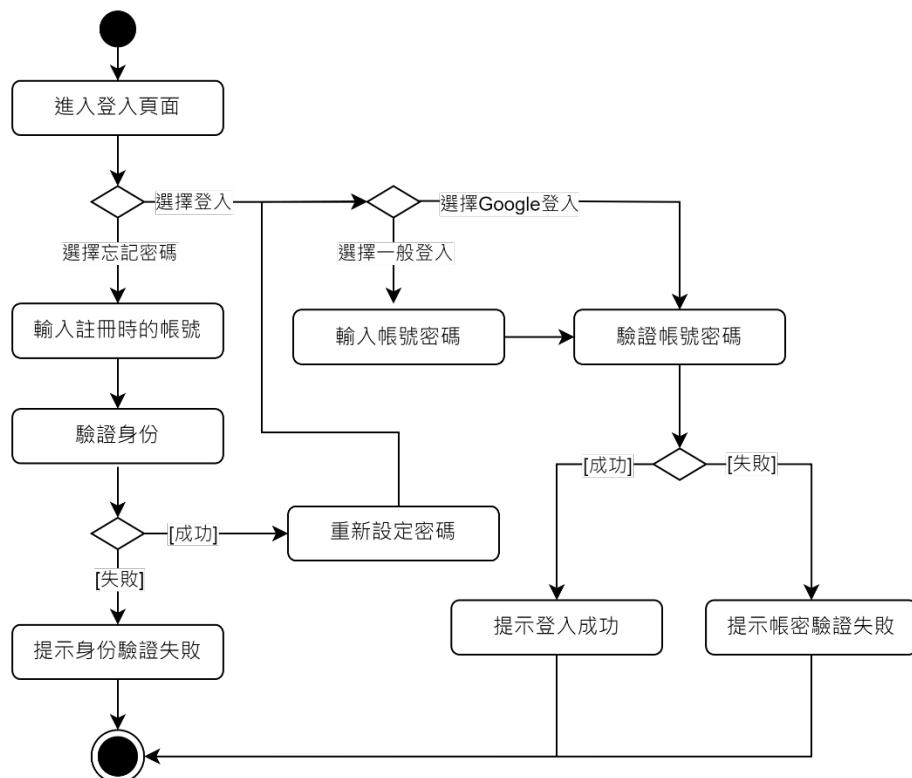 進入登入頁面
選擇登入
選擇Google登入
選擇忘記密碼
選擇一般登入
輸入註冊時的帳號
輸入帳號密碼
驗證帳號密碼
驗證身份
[成功]
[失敗]
[成功]
重新設定密碼
[失敗]
提示身份驗證失敗
提示登入成功
提示帳密驗證失敗